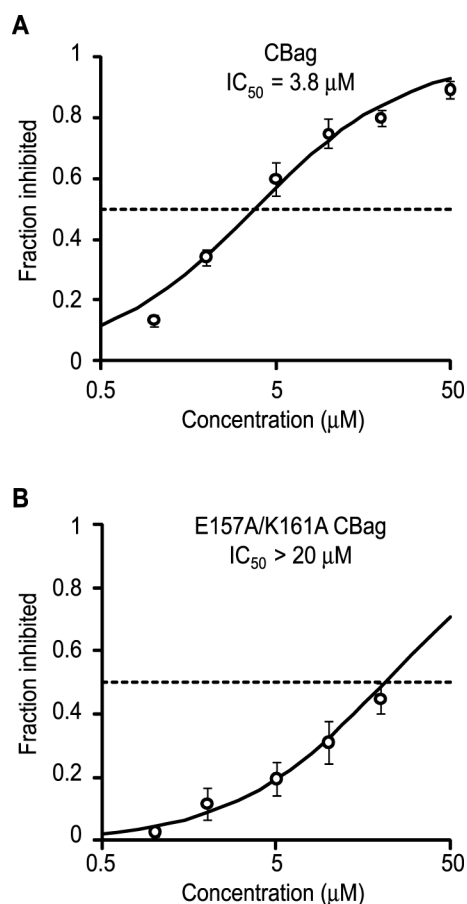 A
CBag
IC50 = 3.8 μM
1
0.8
0.6
0.4
0.2
0
Fraction inhibited
0.5 5 50
Concentration (μM)
B
E157A/K161A CBag
IC50 > 20 μM
1
0.8
0.6
0.4
0.2
0
Fraction inhibited
0.5 5 50
Concentration (μM)